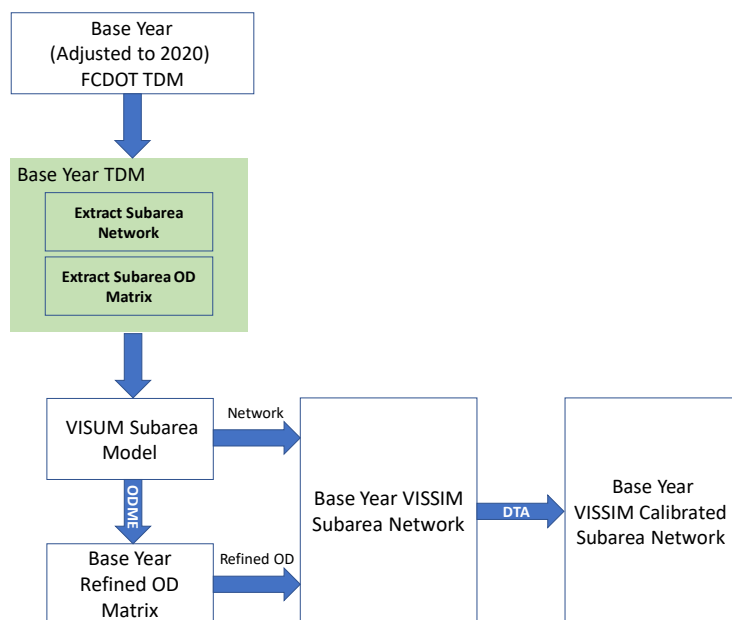 Base Year
(Adjusted to 2020)
FCDOT TDM
Base Year TDM
Extract Subarea
Network
Extract Subarea OD
Matrix
VISUM Subarea
Model
Network
ODME
Base Year
Refined OD
Matrix
Refined OD
Base Year VISSIM
Subarea Network
DTA
Base Year
VISSIM Calibrated
Subarea Network